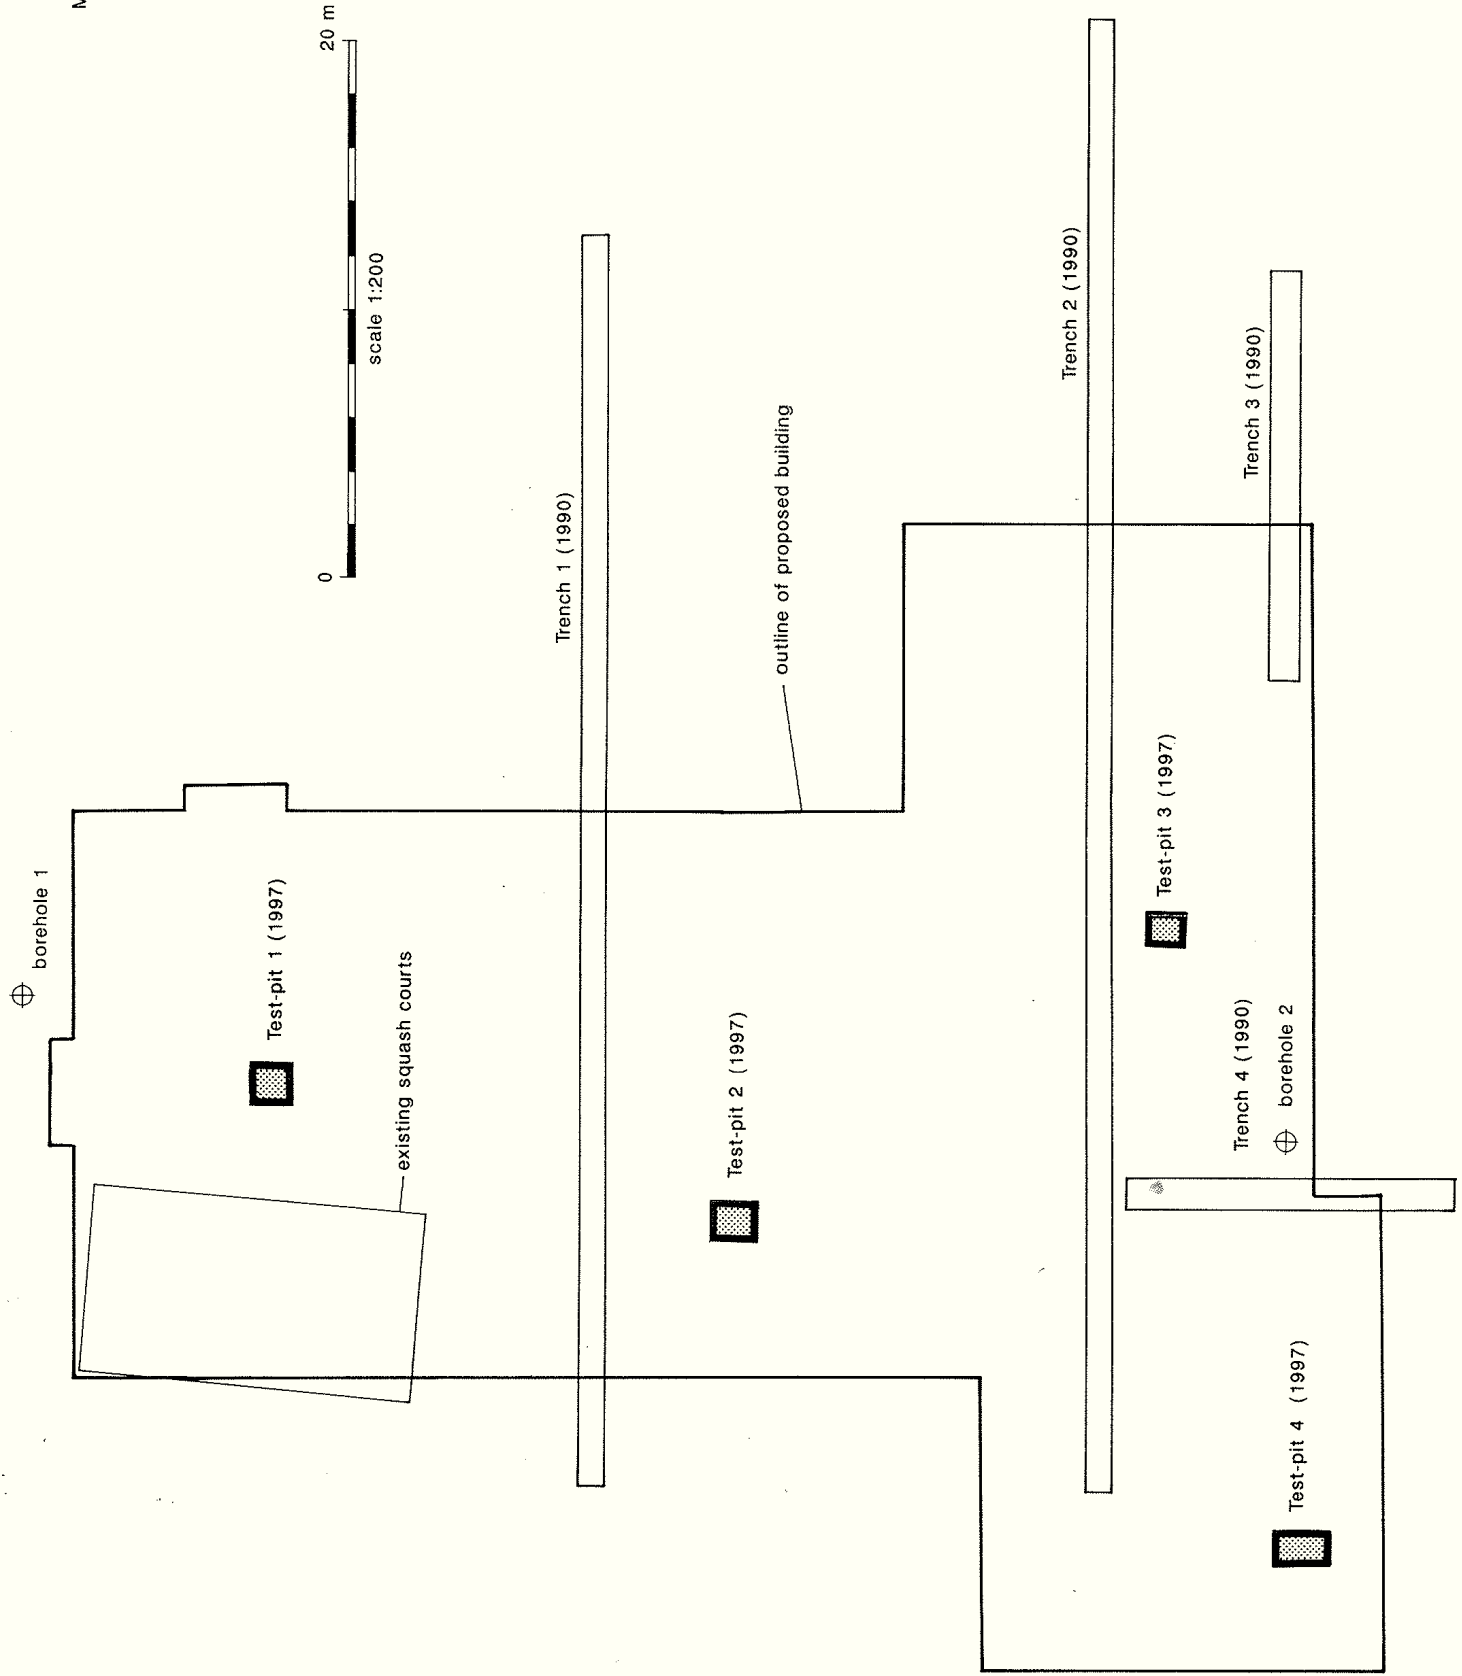 M
0
20 m
scale 1:200
borehole 1
Test-pit 1 (1997)
existing squash courts
Trench 1 (1990)
Test-pit 2 (1997)
outline of proposed building
Trench 2 (1990)
Test-pit 3 (1997)
Trench 3 (1990)
Trench 4 (1990)
borehole 2
Test-pit 4 (1997)